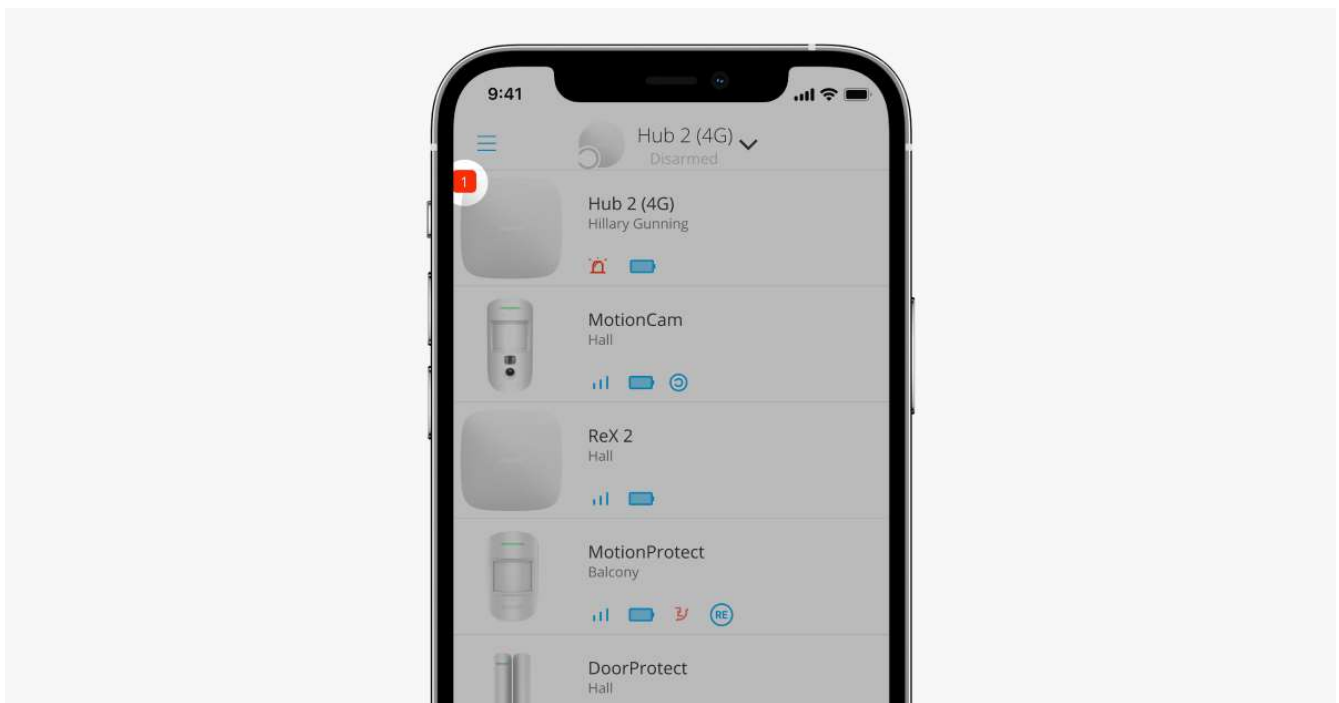 9:41
Hub 2 (4G)
Disarmed
1
Hub 2 (4G)
Hillary Gunning
MotionCam
Hall
ReX 2
Hall
MotionProtect
Balcony
RE
DoorProtect
Hall